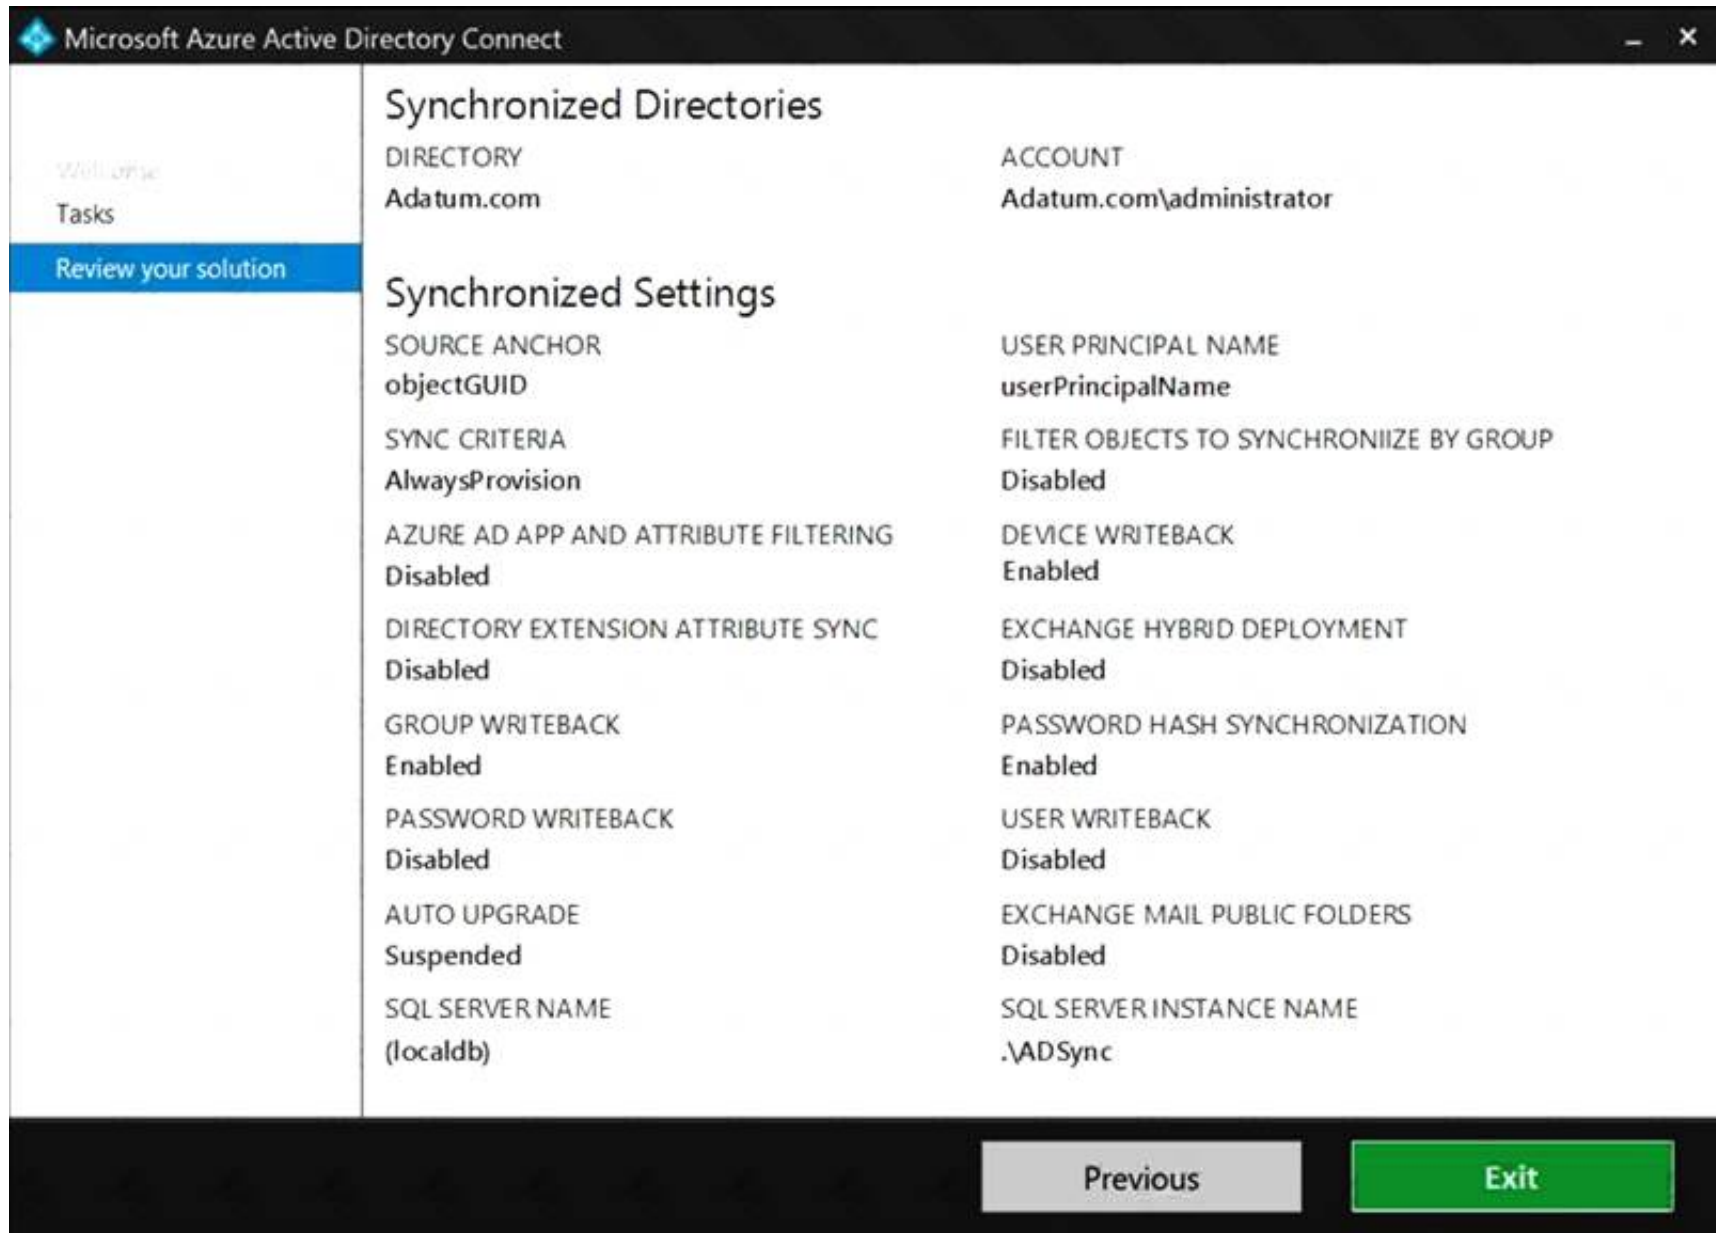 Microsoft Azure Active Directory Connect
Welcome
Tasks
Review your solution
Synchronized Directories
DIRECTORY ACCOUNT
Adatum.com Adatum.com\administrator
Synchronized Settings
SOURCE ANCHOR USER PRINCIPAL NAME
objectGUID userPrincipalName
SYNC CRITERIA FILTER OBJECTS TO SYNCHRONIIZE BY GROUP
AlwaysProvision Disabled
AZURE AD APP AND ATTRIBUTE FILTERING DEVICE WRITEBACK
Disabled Enabled
DIRECTORY EXTENSION ATTRIBUTE SYNC EXCHANGE HYBRID DEPLOYMENT
Disabled Disabled
GROUP WRITEBACK PASSWORD HASH SYNCHRONIZATION
Enabled Enabled
PASSWORD WRITEBACK USER WRITEBACK
Disabled Disabled
AUTO UPGRADE EXCHANGE MAIL PUBLIC FOLDERS
Suspended Disabled
SQL SERVER NAME SQL SERVER INSTANCE NAME
(localdb) .\ADSync
Previous Exit